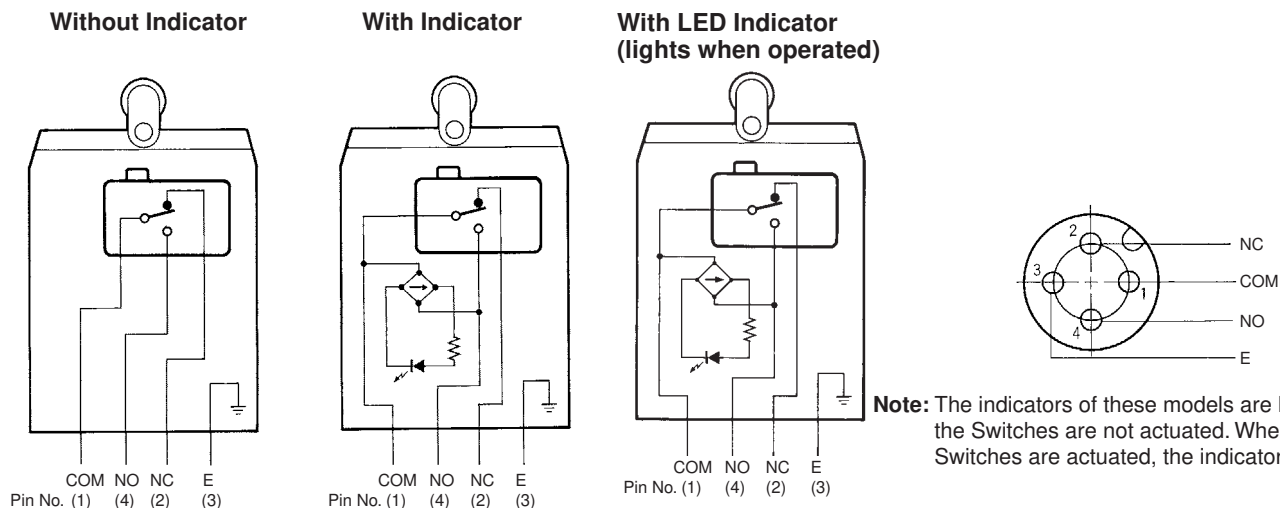 Without Indicator
With Indicator
With LED Indicator
(lights when operated)
COM NO NC E
Pin No. (1) (4) (2) (3)
COM NO NC E
Pin No. (1) (4) (2) (3)
COM NO NC E
Pin No. (1) (4) (2) (3)
2
3
1
4
NC
COM
NO
E
Note: The indicators of these models are
the Switches are not actuated. Whe
Switches are actuated, the indicator